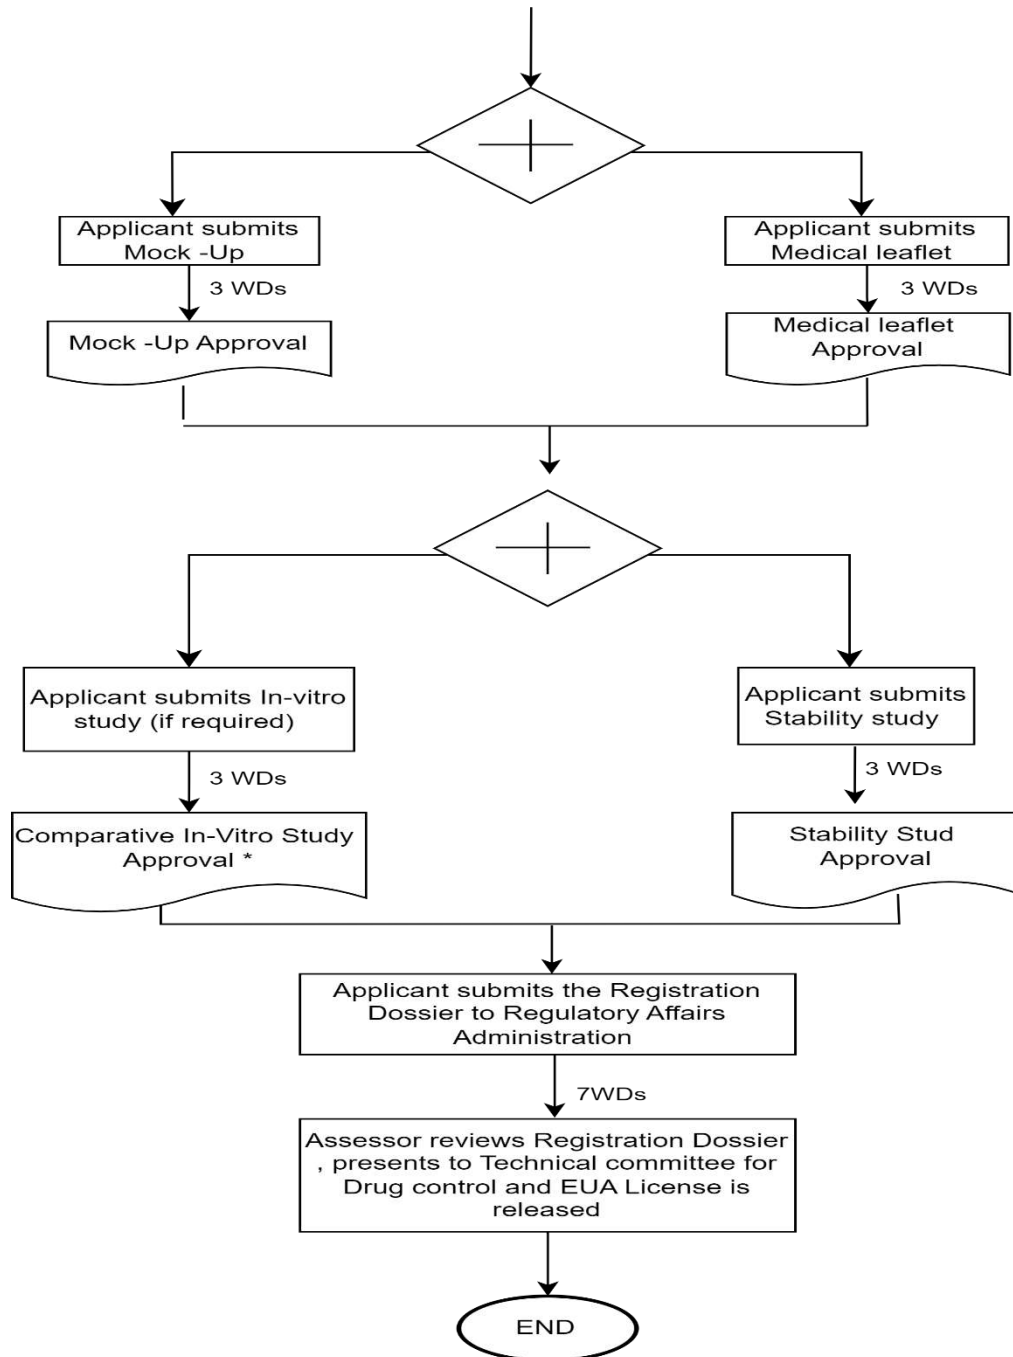 Applicant submits
Mock -Up
Applicant submits
Medical leaflet
3 WDs
3 WDs
Mock -Up Approval
Medical leaflet
Approval
Applicant submits In-vitro
study (if required)
Applicant submits
Stability study
3 WDs
3 WDs
Comparative In-Vitro Study
Approval *
Stability Stud
Approval
Applicant submits the Registration
Dossier to Regulatory Affairs
Administration
7WDs
Assessor reviews Registration Dossier
, presents to Technical committee for
Drug control and EUA License is
released
END